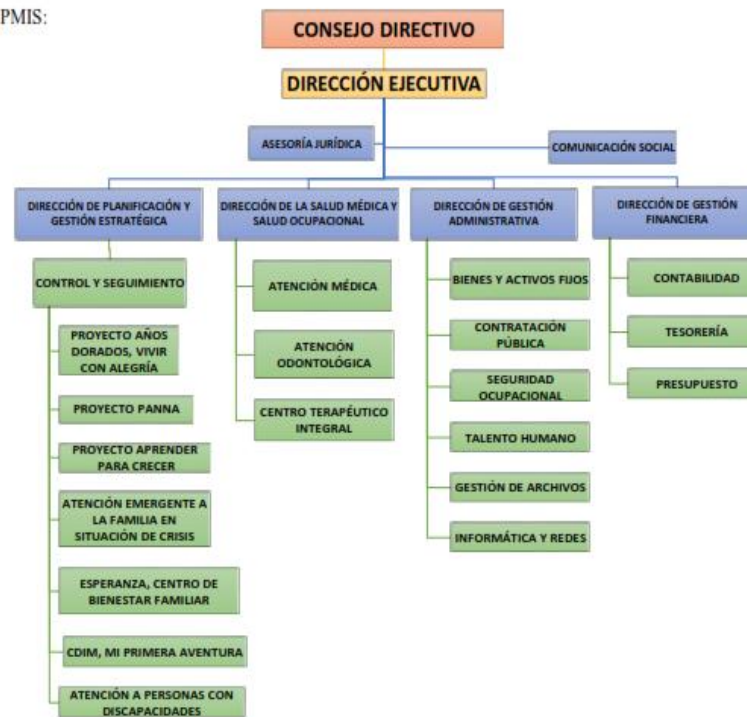 PMIS:
CONSEJO DIRECTIVO
DIRECCIÓN EJECUTIVA
ASESORÍA JURÍDICA
COMUNICACIÓN SOCIAL
DIRECCIÓN DE PLANIFICACIÓN Y
GESTIÓN ESTRATÉGICA
CONTROL Y SEGUIMIENTO
PROYECTO AÑOS
DORADOS, VIVIR
CON ALEGRÍA
PROYECTO PANNA
PROYECTO APRENDER
PARA CRECER
ATENCIÓN EMERGENTE A
LA FAMILIA EN
SITUACIÓN DE CRISIS
ESPERANZA, CENTRO DE
BIENESTAR FAMILIAR
CDIM, MI PRIMERA AVENTURA
ATENCIÓN A PERSONAS CON
DISCAPACIDADES
DIRECCIÓN DE LA SALUD MÉDICA Y
SALUD OCUPACIONAL
ATENCIÓN MÉDICA
ATENCIÓN
ODONTOLÓGICA
CENTRO TERAPÉUTICO
INTEGRAL
DIRECCIÓN DE GESTIÓN
ADMINISTRATIVA
BIENES Y ACTIVOS FIJOS
CONTRATACIÓN
PÚBLICA
SEGURIDAD
OCUPACIONAL
TALENTO HUMANO
GESTIÓN DE ARCHIVOS
INFORMÁTICA Y REDES
DIRECCIÓN DE GESTIÓN
FINANCIERA
CONTABILIDAD
TESORERÍA
PRESUPUESTO